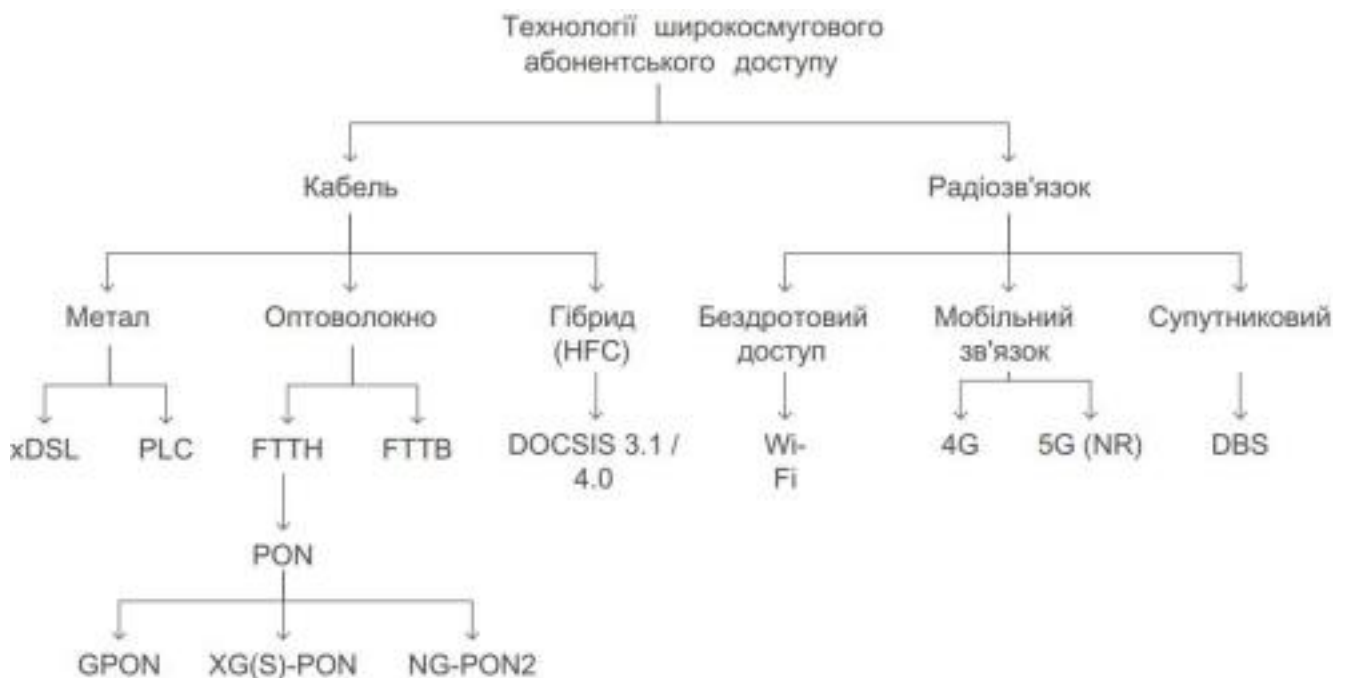 Технології широкосмугового
абонентського доступу
Кабель
Радіозв'язок
Метал
Оптоволокно
Гібрид
(HFC)
Бездротовий
доступ
Мобільний
зв'язок
Супутниковий
xDSL
PLC
FTTH
FTTB
DOCSIS 3.1 /
4.0
Wi-
Fi
4G
5G (NR)
DBS
PON
GPON
XG(S)-PON
NG-PON2